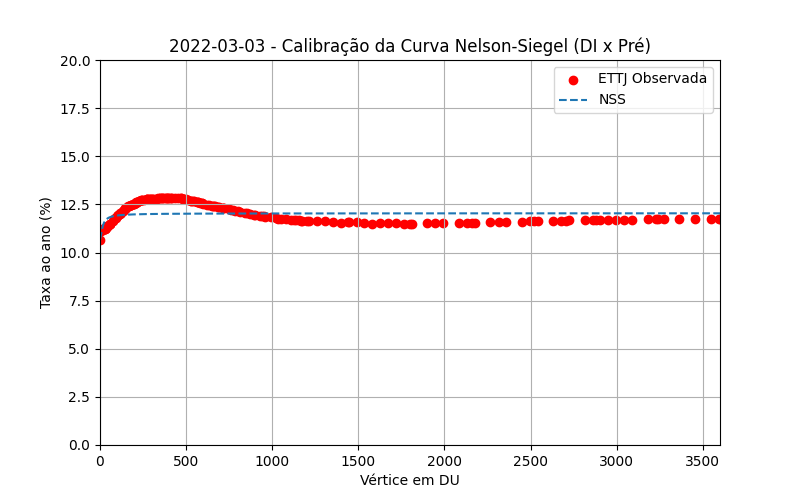 2022-03-03 - Calibração da Curva Nelson-Siegel (DI x Pré)
ETTJ Observada
NSS
Taxa ao ano (%)
20.0
17.5
15.0
12.5
10.0
7.5
5.0
2.5
0.0
0 500 1000 1500 2000 2500 3000 3500
Vértice em DU